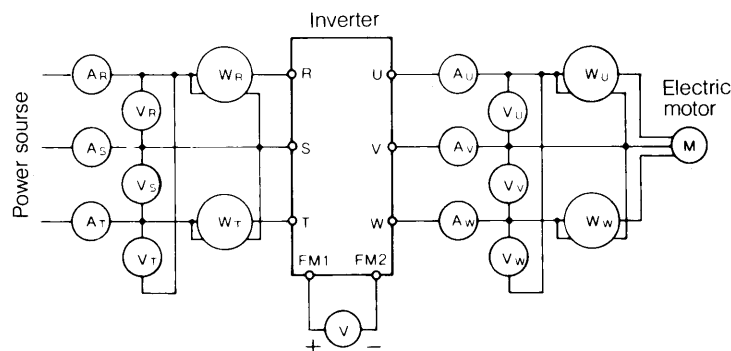 Inverter
AR
WR
R
U
AU
WU
Electric
motor
VR
VU
Power sourse
AS
S
V
AV
M
VS
VV
AT
WT
T
W
AW
WW
VT
FM1
FM2
VW
V
+
−